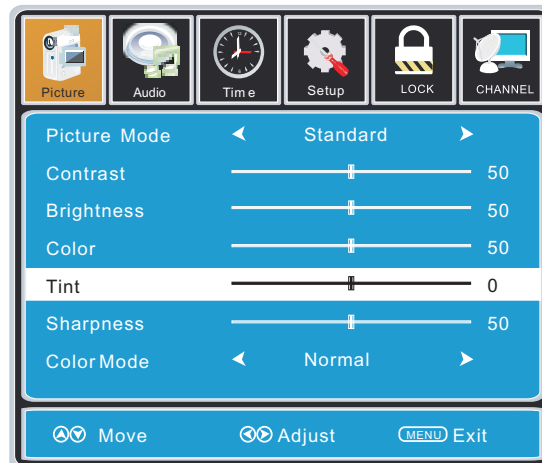 Picture Audio Time Setup LOCK CHANNEL
Picture Mode Standard
Contrast 50
Brightness 50
Color 50
Tint 0
Sharpness 50
Color Mode Normal
Move Adjust MENU Exit